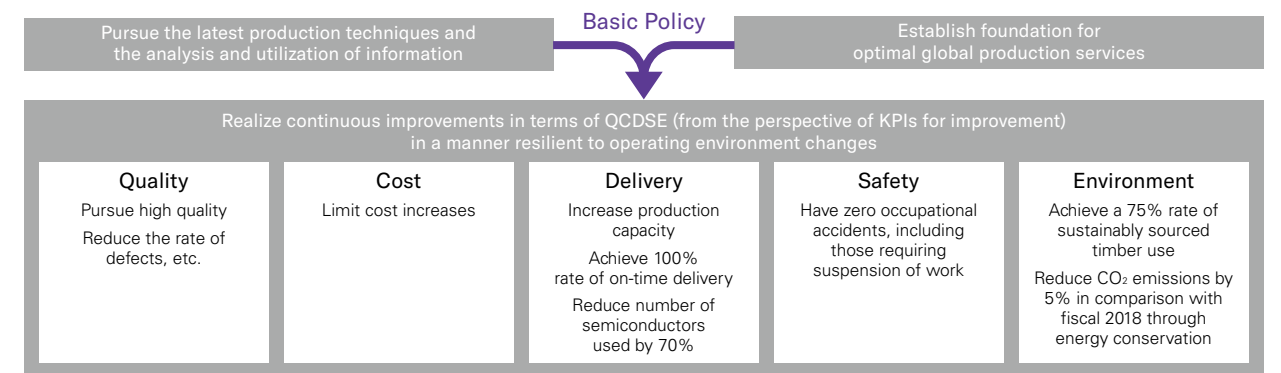 Basic Policy
Pursue the latest production techniques and
the analysis and utilization of information
Establish foundation for
optimal global production services
Realize continuous improvements in terms of QCDSE (from the perspective of KPIs for improvement)
in a manner resilient to operating environment changes
Quality
Pursue high quality
Reduce the rate of
defects, etc.
Cost
Limit cost increases
Delivery
Increase production
capacity
Achieve 100%
rate of on-time delivery
Reduce number of
semiconductors
used by 70%
Safety
Have zero occupational
accidents, including
those requiring
suspension of work
Environment
Achieve a 75% rate of
sustainably sourced
timber use
Reduce CO₂ emissions by
5% in comparison with
fiscal 2018 through
energy conservation